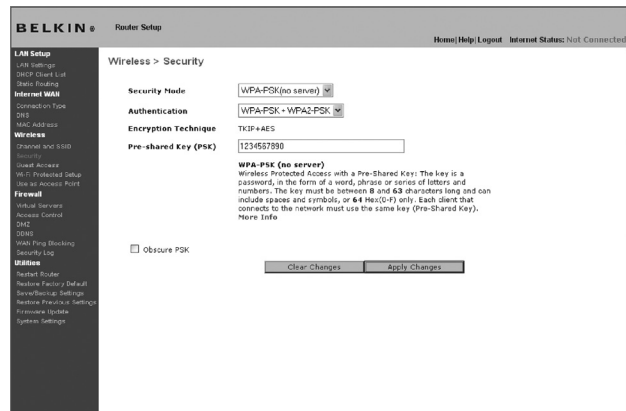 BELKIN®
Router Setup
Home|Help|Logout Internet Status: Not Connected
LAN Setup
LAN Settings
DHCP Client List
Static Routing
Internet WAN
Connection Type
DNS
MAC Address
Wireless
Channel and SSID
Security
Guest Access
Wi-Fi Protected Setup
Use as Access Point
Firewall
Virtual Servers
Access Control
DMZ
DDNS
WAN Ping Blocking
Security Log
Utilities
Restart Router
Restore Factory Default
Save/Backup Settings
Restore Previous Settings
Firmware Update
System Settings
Wireless > Security
Security Mode WPA-PSK(no server)
Authentication WPA-PSK + WPA2-PSK
Encryption Technique TKIP+AES
Pre-shared Key (PSK) 1234567890
WPA-PSK (no server)
Wireless Protected Access with a Pre-Shared Key: The key is a
password, in the form of a word, phrase or series of letters and
numbers. The key must be between 8 and 63 characters long and can
include spaces and symbols, or 64 Hex(0-F) only. Each client that
connects to the network must use the same key (Pre-Shared Key).
More Info
Obscure PSK
Clear Changes Apply Changes